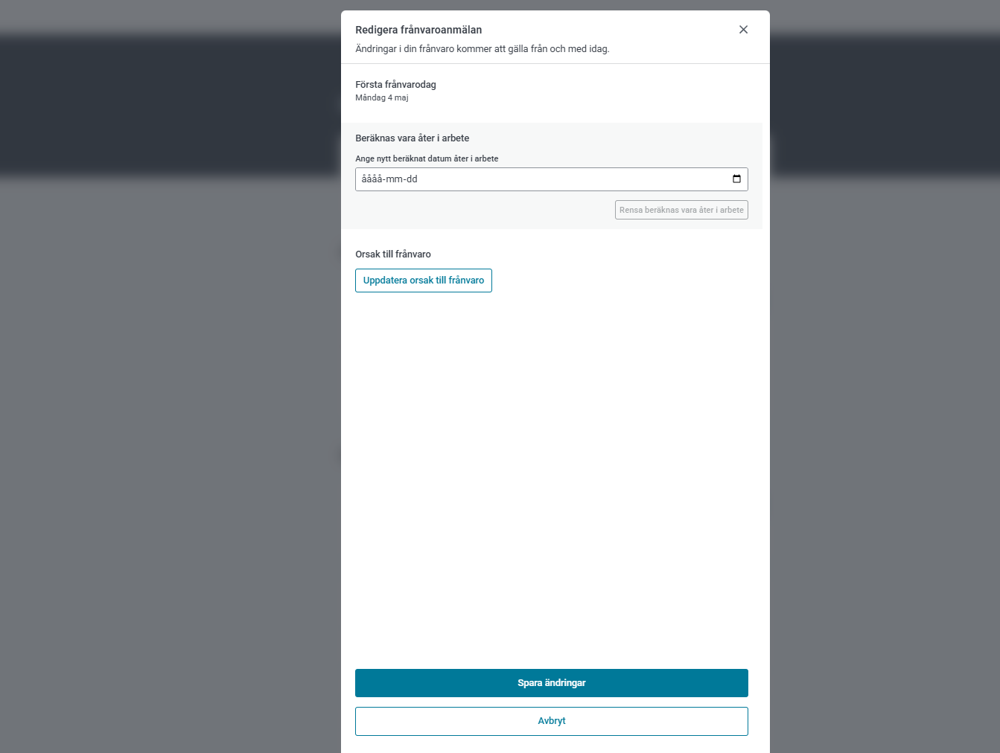 Redigera frånvaroanmälan
Ändringar i din frånvaro kommer att gälla från och med idag.
Första frånvarodag
Måndag 4 maj
Beräknas vara åter i arbete
Ange nytt beräknat datum åter i arbete
åååå-mm-dd
Rensa beräknas vara åter i arbete
Orsak till frånvaro
Uppdatera orsak till frånvaro
Spara ändringar
Avbryt